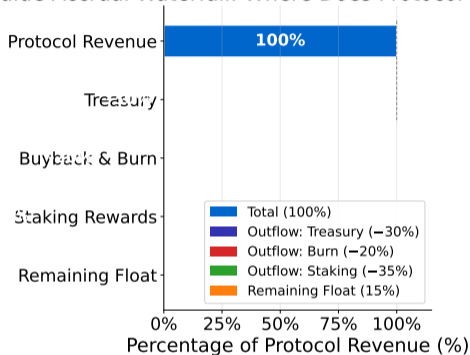 Protocol Revenue
100%
Treasury
Buyback & Burn
Staking Rewards
Remaining Float
Total (100%)
Outflow: Treasury (−30%)
Outflow: Burn (−20%)
Outflow: Staking (−35%)
Remaining Float (15%)
0% 25% 50% 75% 100%
Percentage of Protocol Revenue (%)